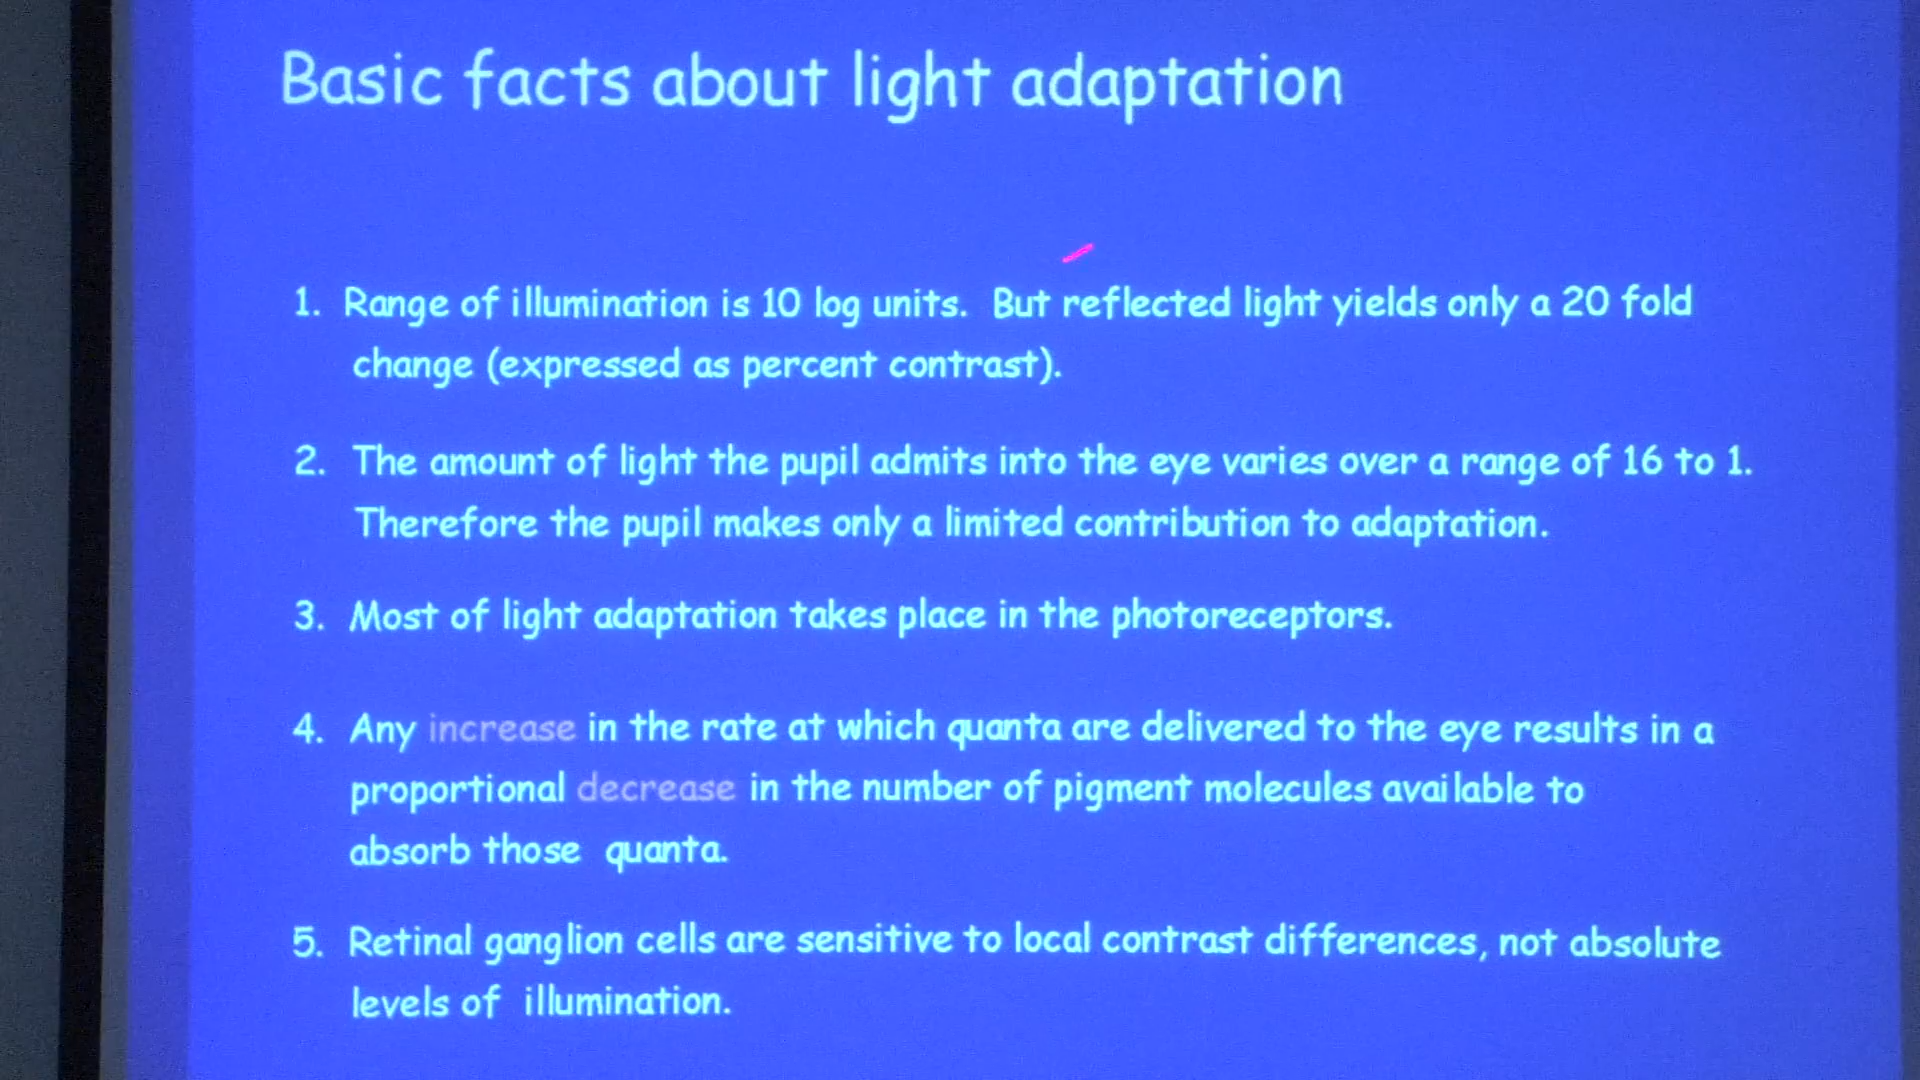 Basic facts about light adaptation
1. Range of illumination is 10 log units. But reflected light yields only a 20 fold
change (expressed as percent contrast).
2. The amount of light the pupil admits into the eye varies over a range of 16 to 1.
Therefore the pupil makes only a limited contribution to adaptation.
3. Most of light adaptation takes place in the photoreceptors.
4. Any increase in the rate at which quanta are delivered to the eye results in a
proportional decrease in the number of pigment molecules available to
absorb those quanta.
5. Retinal ganglion cells are sensitive to local contrast differences, not absolute
levels of illumination.